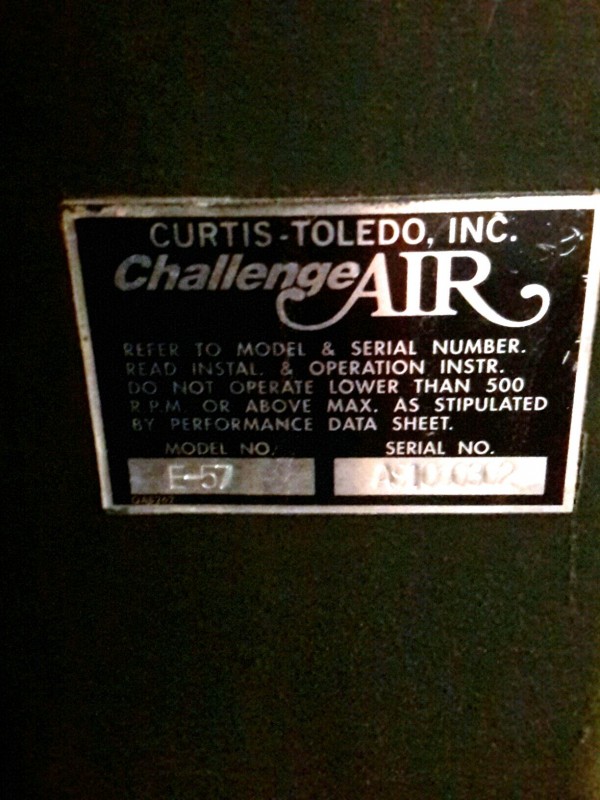 CURTIS-TOLEDO, INC.
ChallengeAIR
REFER TO MODEL & SERIAL NUMBER.
READ INSTAL. & OPERATION INSTR.
DO NOT OPERATE LOWER THAN 500
R.P.M. OR ABOVE MAX. AS STIPULATED
BY PERFORMANCE DATA SHEET.
MODEL NO. SERIAL NO.
E-57